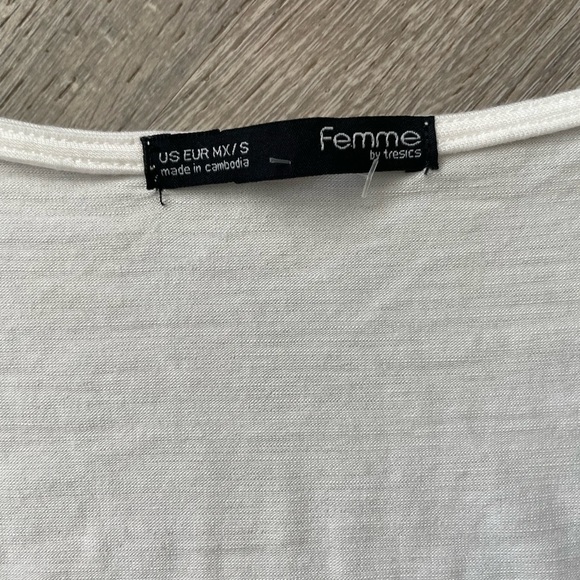 US EUR MX/S
made in cambodia
Femme
by tresics